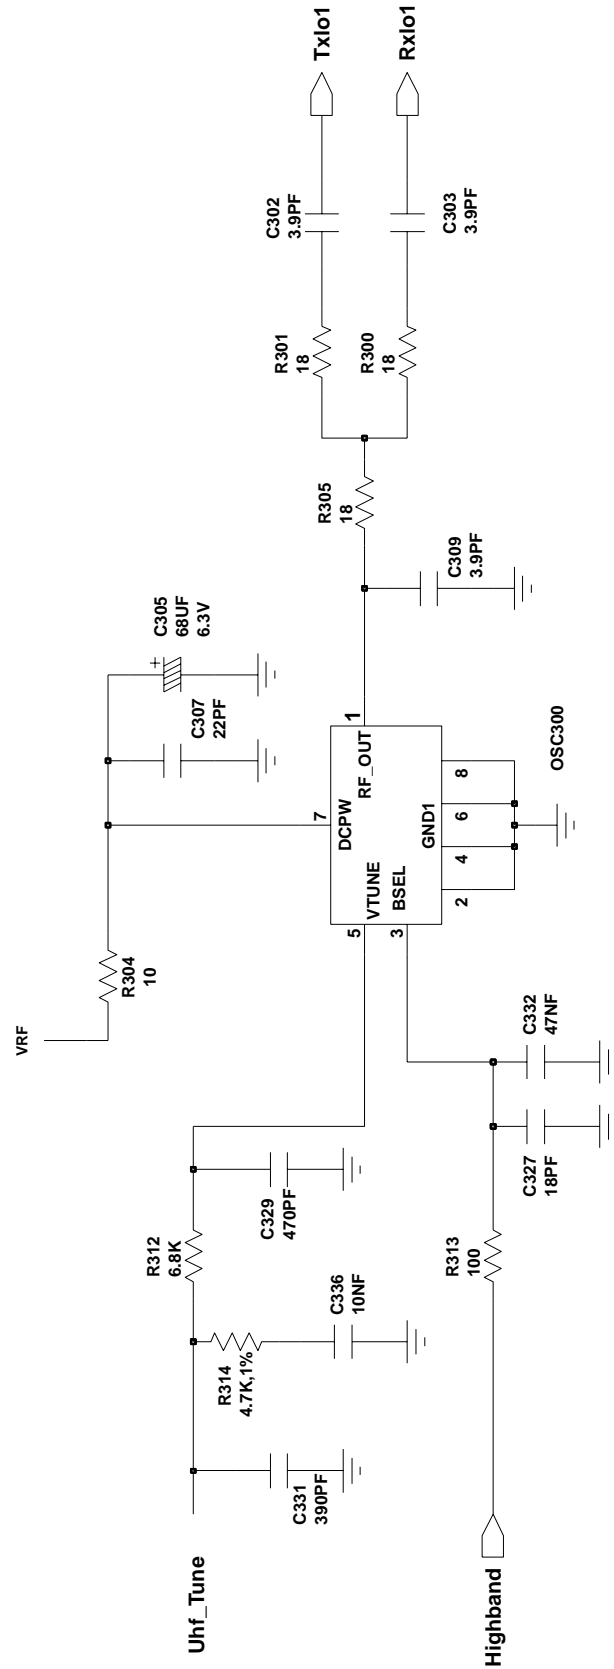 Txlo1
Rxlo1
C302
3.9PF
C303
3.9PF
R301
18
R300
18
R305
18
C309
3.9PF
C305
68UF
6.3V
+
C307
22PF
1
RF_OUT
7
DCPW
VTUNE
BSEL
GND1
5
3
2
4
6
8
OSC300
R304
10
VRF
C332
47NF
C327
18PF
C329
470PF
R312
6.8K
C336
10NF
R314
4.7K,1%
R313
100
C331
390PF
Uhf_Tune
Highband